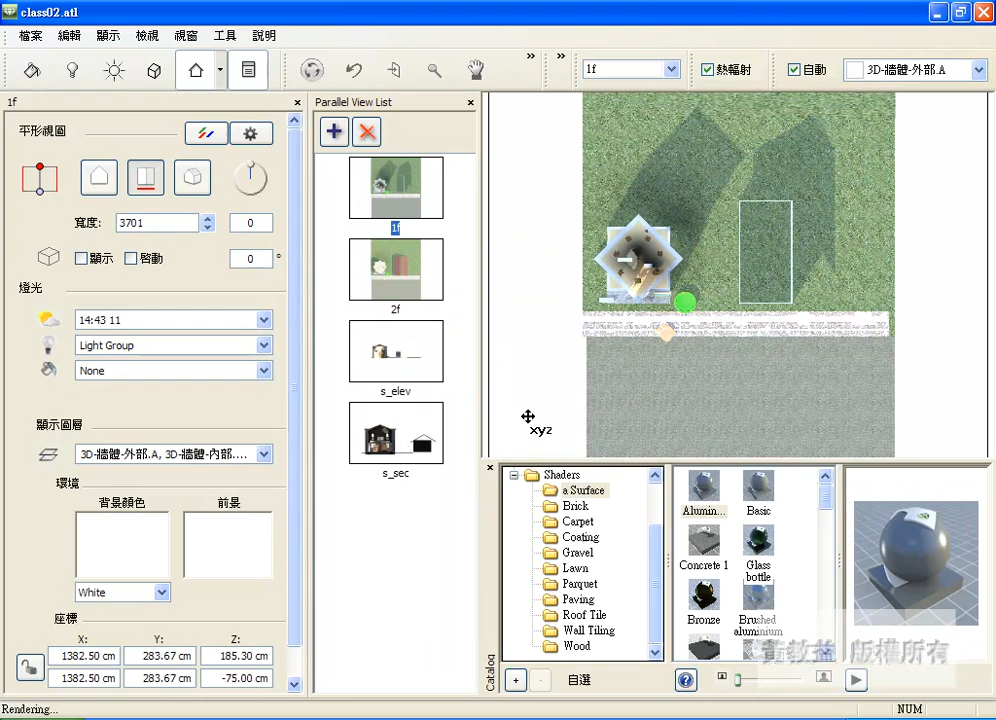 class02.atl
檔案 編輯 顯示 檢視 視窗 工具 說明
1f
熱輻射
自動
3D-牆體-外部.A
1f
Parallel View List
平形視圖
寬度: 3701 0
顯示 啓動 0 °
燈光
14:43 11
Light Group
None
顯示圖層
3D-牆體-外部.A, 3D-牆體-內部....
環境
背景顏色 前景
White
座標
X: Y: Z:
1382.50 cm 283.67 cm 185.30 cm
1382.50 cm 283.67 cm -75.00 cm
1f
2f
s_elev
s_sec
xyz
Catalog
Shaders
a Surface
Brick
Carpet
Coating
Gravel
Lawn
Parquet
Paving
Roof Tile
Wall Tiling
Wood
Alumin... Basic
Concrete 1 Glass bottle
Bronze Brushed aluminium
自選
黃教益 版權所有
Rendering... NUM